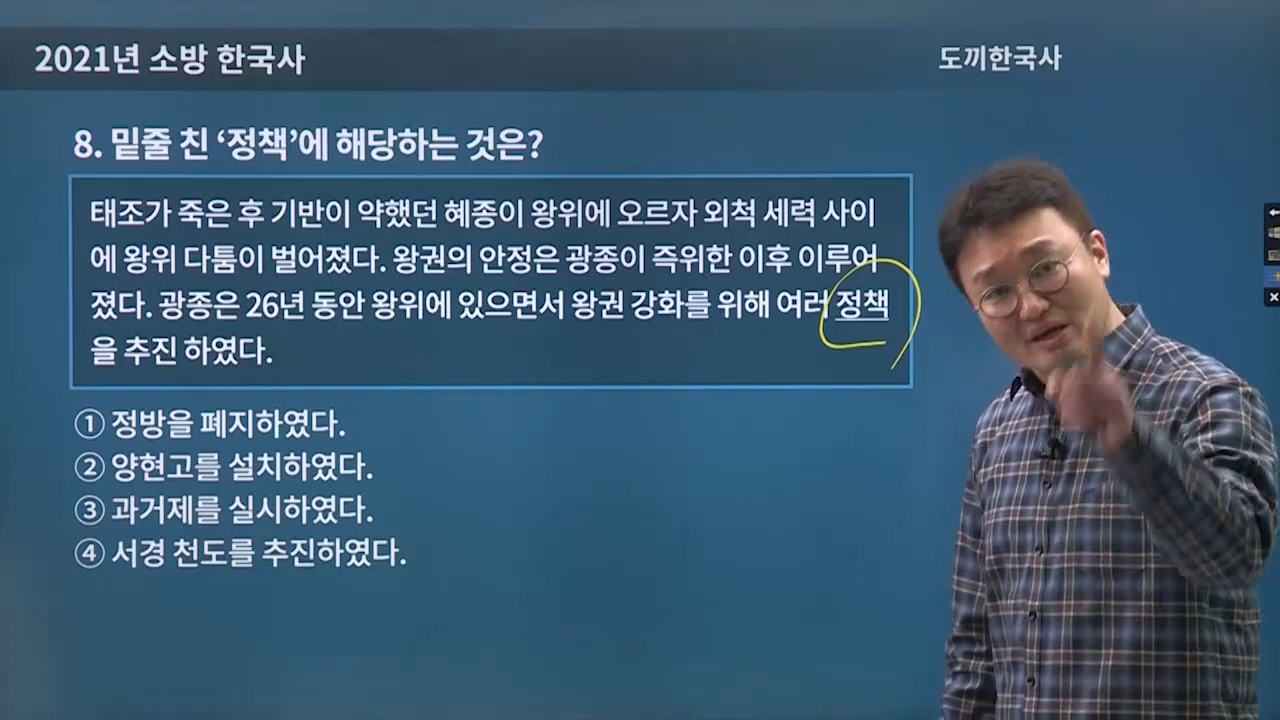 2021년 소방 한국사
도끼한국사
8. 밑줄 친 ‘정책’에 해당하는 것은?
태조가 죽은 후 기반이 약했던 혜종이 왕위에 오르자 외척 세력 사이
에 왕위 다툼이 벌어졌다. 왕권의 안정은 광종이 즉위한 이후 이루어
졌다. 광종은 26년 동안 왕위에 있으면서 왕권 강화를 위해 여러 정책
을 추진 하였다.
① 정방을 폐지하였다.
② 양현고를 설치하였다.
③ 과거제를 실시하였다.
④ 서경 천도를 추진하였다.